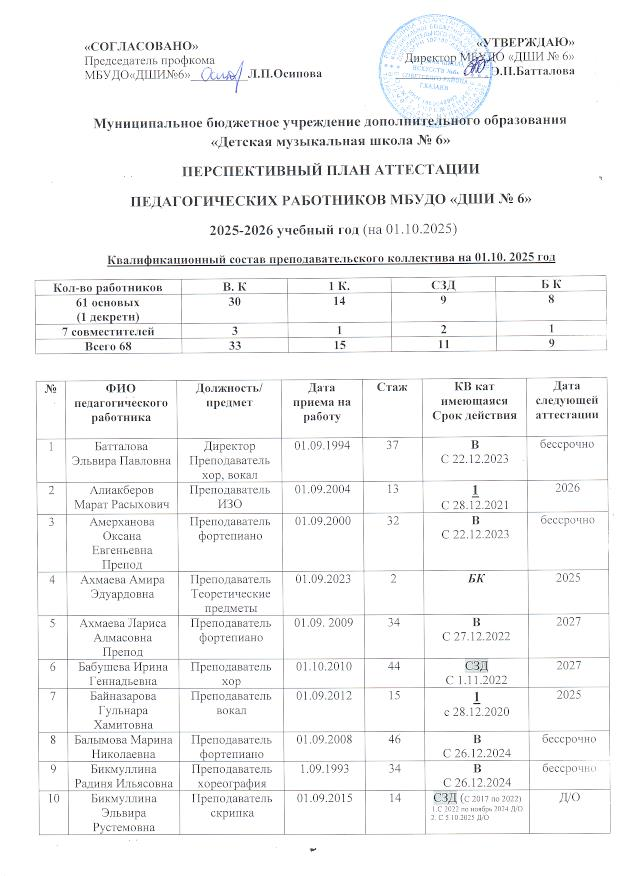 «СОГЛАСОВАНО» «УТВЕРЖДАЮ»
Председатель профкома Директор МБУДО «ДШИ № 6»
МБУДО«ДШИ№6» Л.П.Осипова Э.П.Батталова
Муниципальное бюджетное учреждение дополнительного образования
«Детская музыкальная школа № 6»
ПЕРСПЕКТИВНЫЙ ПЛАН АТТЕСТАЦИИ
ПЕДАГОГИЧЕСКИХ РАБОТНИКОВ МБУДО «ДШИ № 6»
2025-2026 учебный год (на 01.10.2025)
Квалификационный состав преподавательского коллектива на 01.10. 2025 год
Кол-во работников В. К 1 К. СЗД Б К
61 основых 30 14 9 8
(1 декретн)
7 совместителей 3 1 2 1
Всего 68 33 15 11 9
№ ФИО Должность/ Дата Стаж КВ кат Дата
педагогического предмет приема на имеющаяся следующей
работника работу Срок действия аттестации
1 Батталова Директор 01.09.1994 37 В бессрочно
Эльвира Павловна Преподаватель С 22.12.2023
хор, вокал
2 Алиакберов Преподаватель 01.09.2004 13 1 2026
Марат Расыхович ИЗО С 28.12.2021
3 Амерханова Преподаватель 01.09.2000 32 В бессрочно
Оксана фортепиано С 22.12.2023
Евгеньевна
Препод
4 Ахмаева Амира Преподаватель 01.09.2023 2 БК 2025
Эдуардовна Теоретические
предметы
5 Ахмаева Лариса Преподаватель 01.09. 2009 34 В 2027
Алмасовна фортепиано С 27.12.2022
Препод
6 Бабушева Ирина Преподаватель 01.10.2010 44 СЗД 2027
Геннадьевна хор С 1.11.2022
7 Байназарова Преподаватель 01.09.2012 15 1 2025
Гульнара вокал с 28.12.2020
Хамитовна
8 Балымова Марина Преподаватель 01.09.2008 46 В бессрочно
Николаевна фортепиано С 26.12.2024
9 Бикмуллина Преподаватель 1.09.1993 34 В бессрочно
Радиня Ильясовна хореография С 26.12.2024
10 Бикмуллина Преподаватель 01.09.2015 14 СЗД (С 2017 по 2022) Д/О
Эльвира скрипка 1.С 2022 по ноябрь 2024 Д/О
Рустемовна 2. С 5.10.2025 Д/О